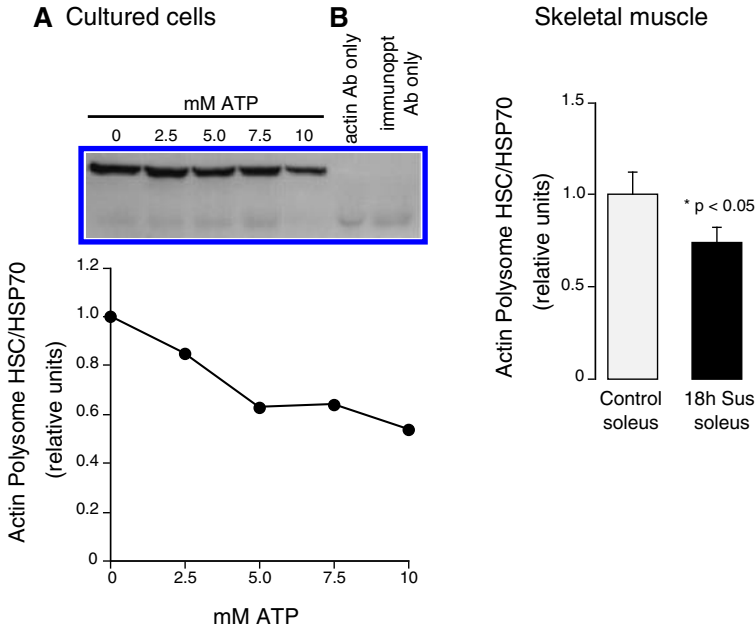 A Cultured cells
B
Skeletal muscle
actin Ab only
immunoppt
Ab only
mM ATP
0 2.5 5.0 7.5 10
Actin Polysome HSC/HSP70
(relative units)
1.2
1.0
0.8
0.6
0.4
0.2
0
0 2.5 5.0 7.5 10
mM ATP
Actin Polysome HSC/HSP70
(relative units)
1.5
1.0
0.5
0
* p < 0.05
Control
soleus
18h Sus
soleus